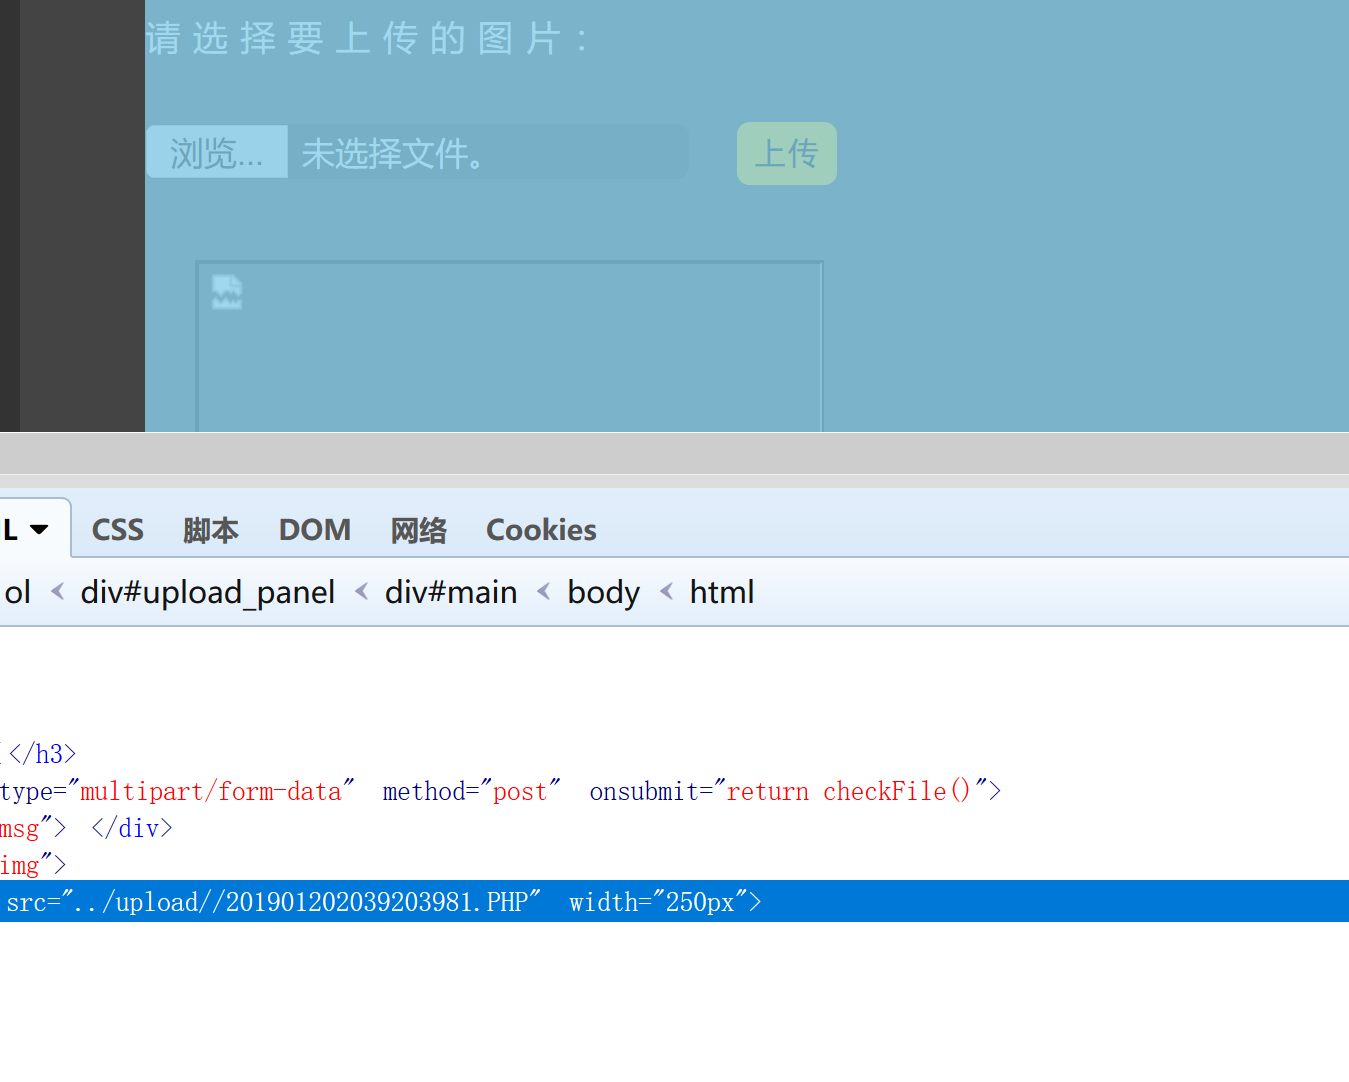 请选择要上传的图片：
浏览... 未选择文件。 上传
L CSS 脚本 DOM 网络 Cookies
ol < div#upload_panel < div#main < body < html
</h3>
type="multipart/form-data" method="post" onsubmit="return checkFile()">
msg"> </div>
img">
src="../upload//201901202039203981.PHP" width="250px">